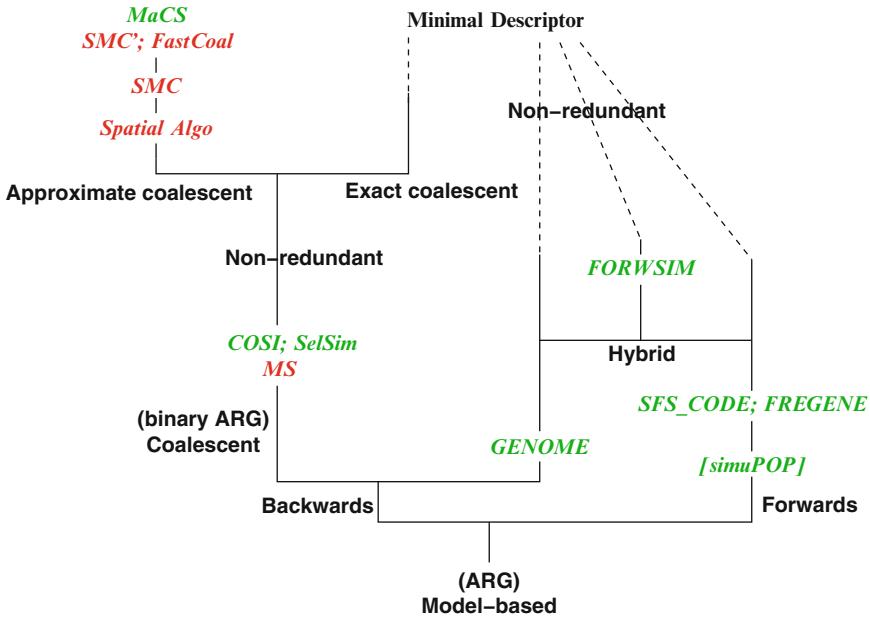 MaCS
SMC’; FastCoal
SMC
Spatial Algo
Minimal Descriptor
Non−redundant
Approximate coalescent
Exact coalescent
Non−redundant
FORWSIM
COSI; SelSim
MS
Hybrid
(binary ARG)
Coalescent
SFS_CODE; FREGENE
GENOME
[simuPOP]
Backwards
Forwards
(ARG)
Model−based